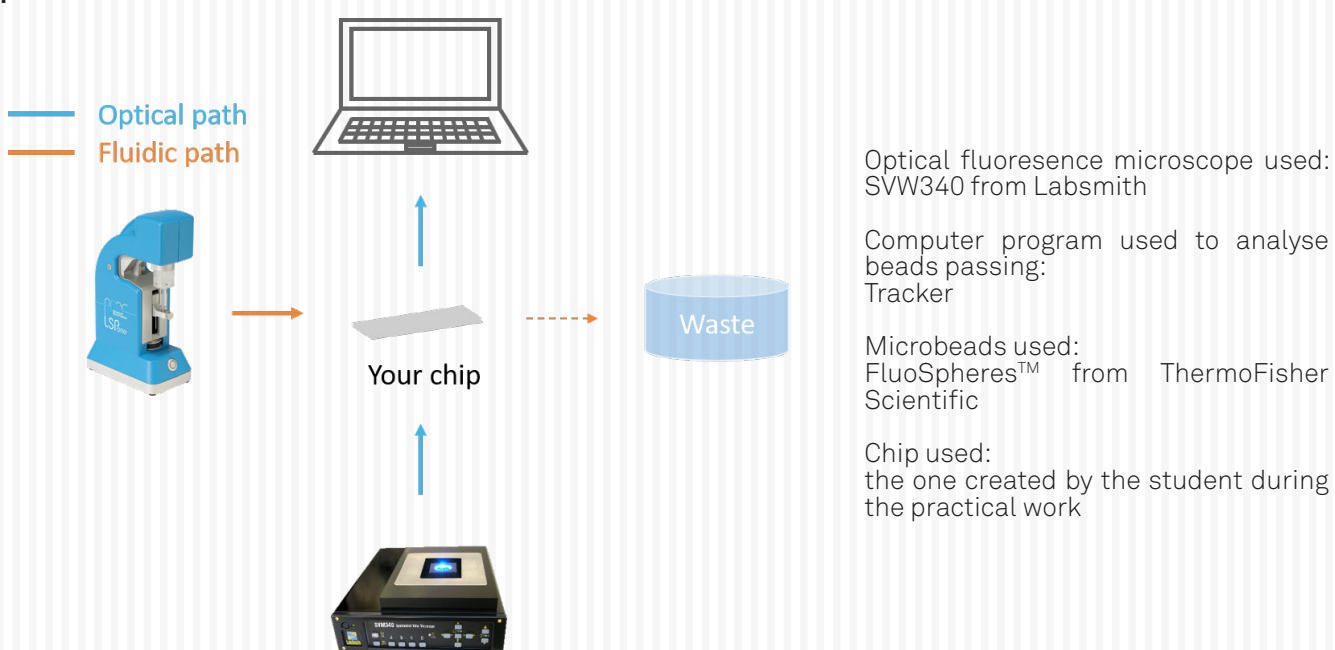 Optical path
Fluidic path
LSPone
Your chip
Waste
SVM340
Optical fluoresence microscope used:
SVW340 from Labsmith
Computer program used to analyse
beads passing:
Tracker
Microbeads used:
FluoSpheres™ from ThermoFisher
Scientific
Chip used:
the one created by the student during
the practical work